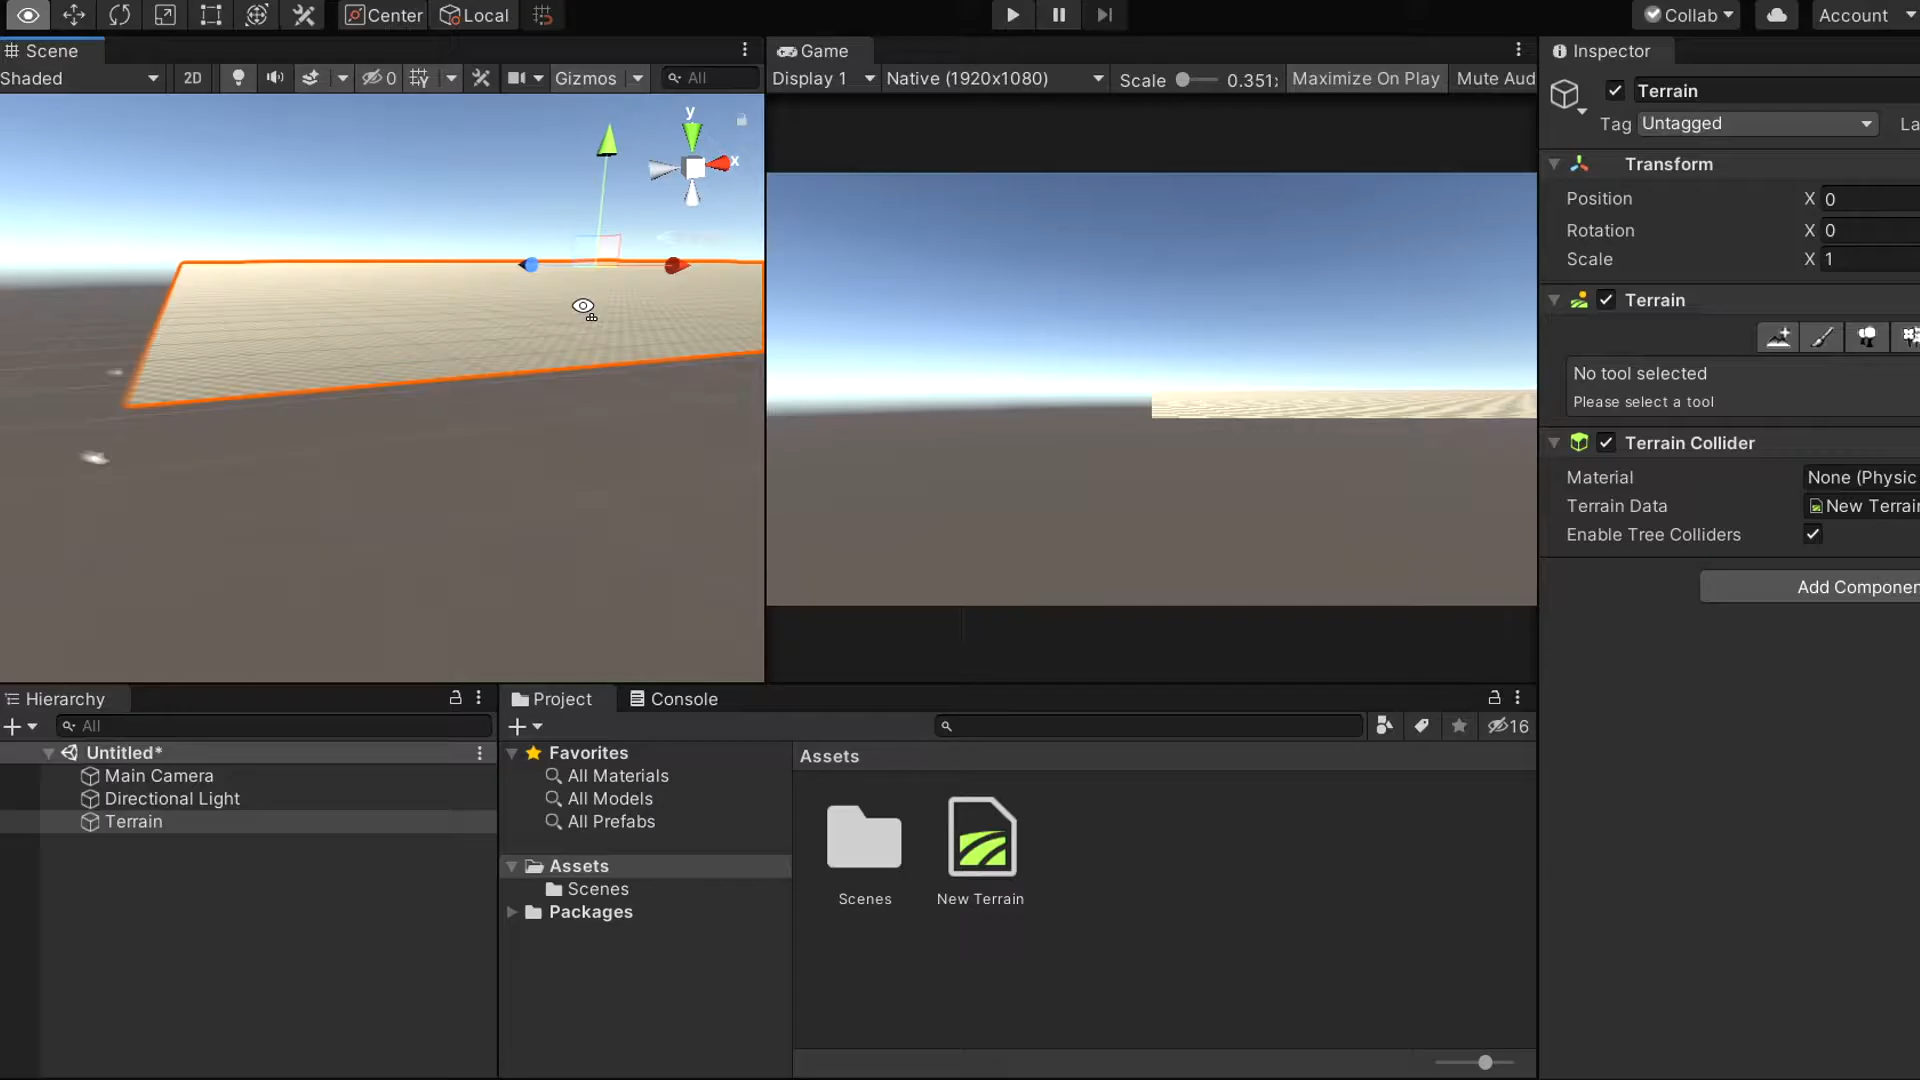 Center
Local
Collab
Account
Scene
Game
Inspector
Shaded
2D
0
Gizmos
All
Display 1
Native (1920x1080)
Scale
0.351
Maximize On Play
Mute Aud
Terrain
Tag
Untagged
La
y
x
Transform
Position
X
0
Rotation
X
0
Scale
X
1
Terrain
No tool selected
Please select a tool
Terrain Collider
Material
None (Physic
Terrain Data
New Terrain
Enable Tree Colliders
Add Componen
Hierarchy
All
Untitled*
Main Camera
Directional Light
Terrain
Project
Console
16
Favorites
All Materials
All Models
All Prefabs
Assets
Scenes
Packages
Assets
Scenes
New Terrain